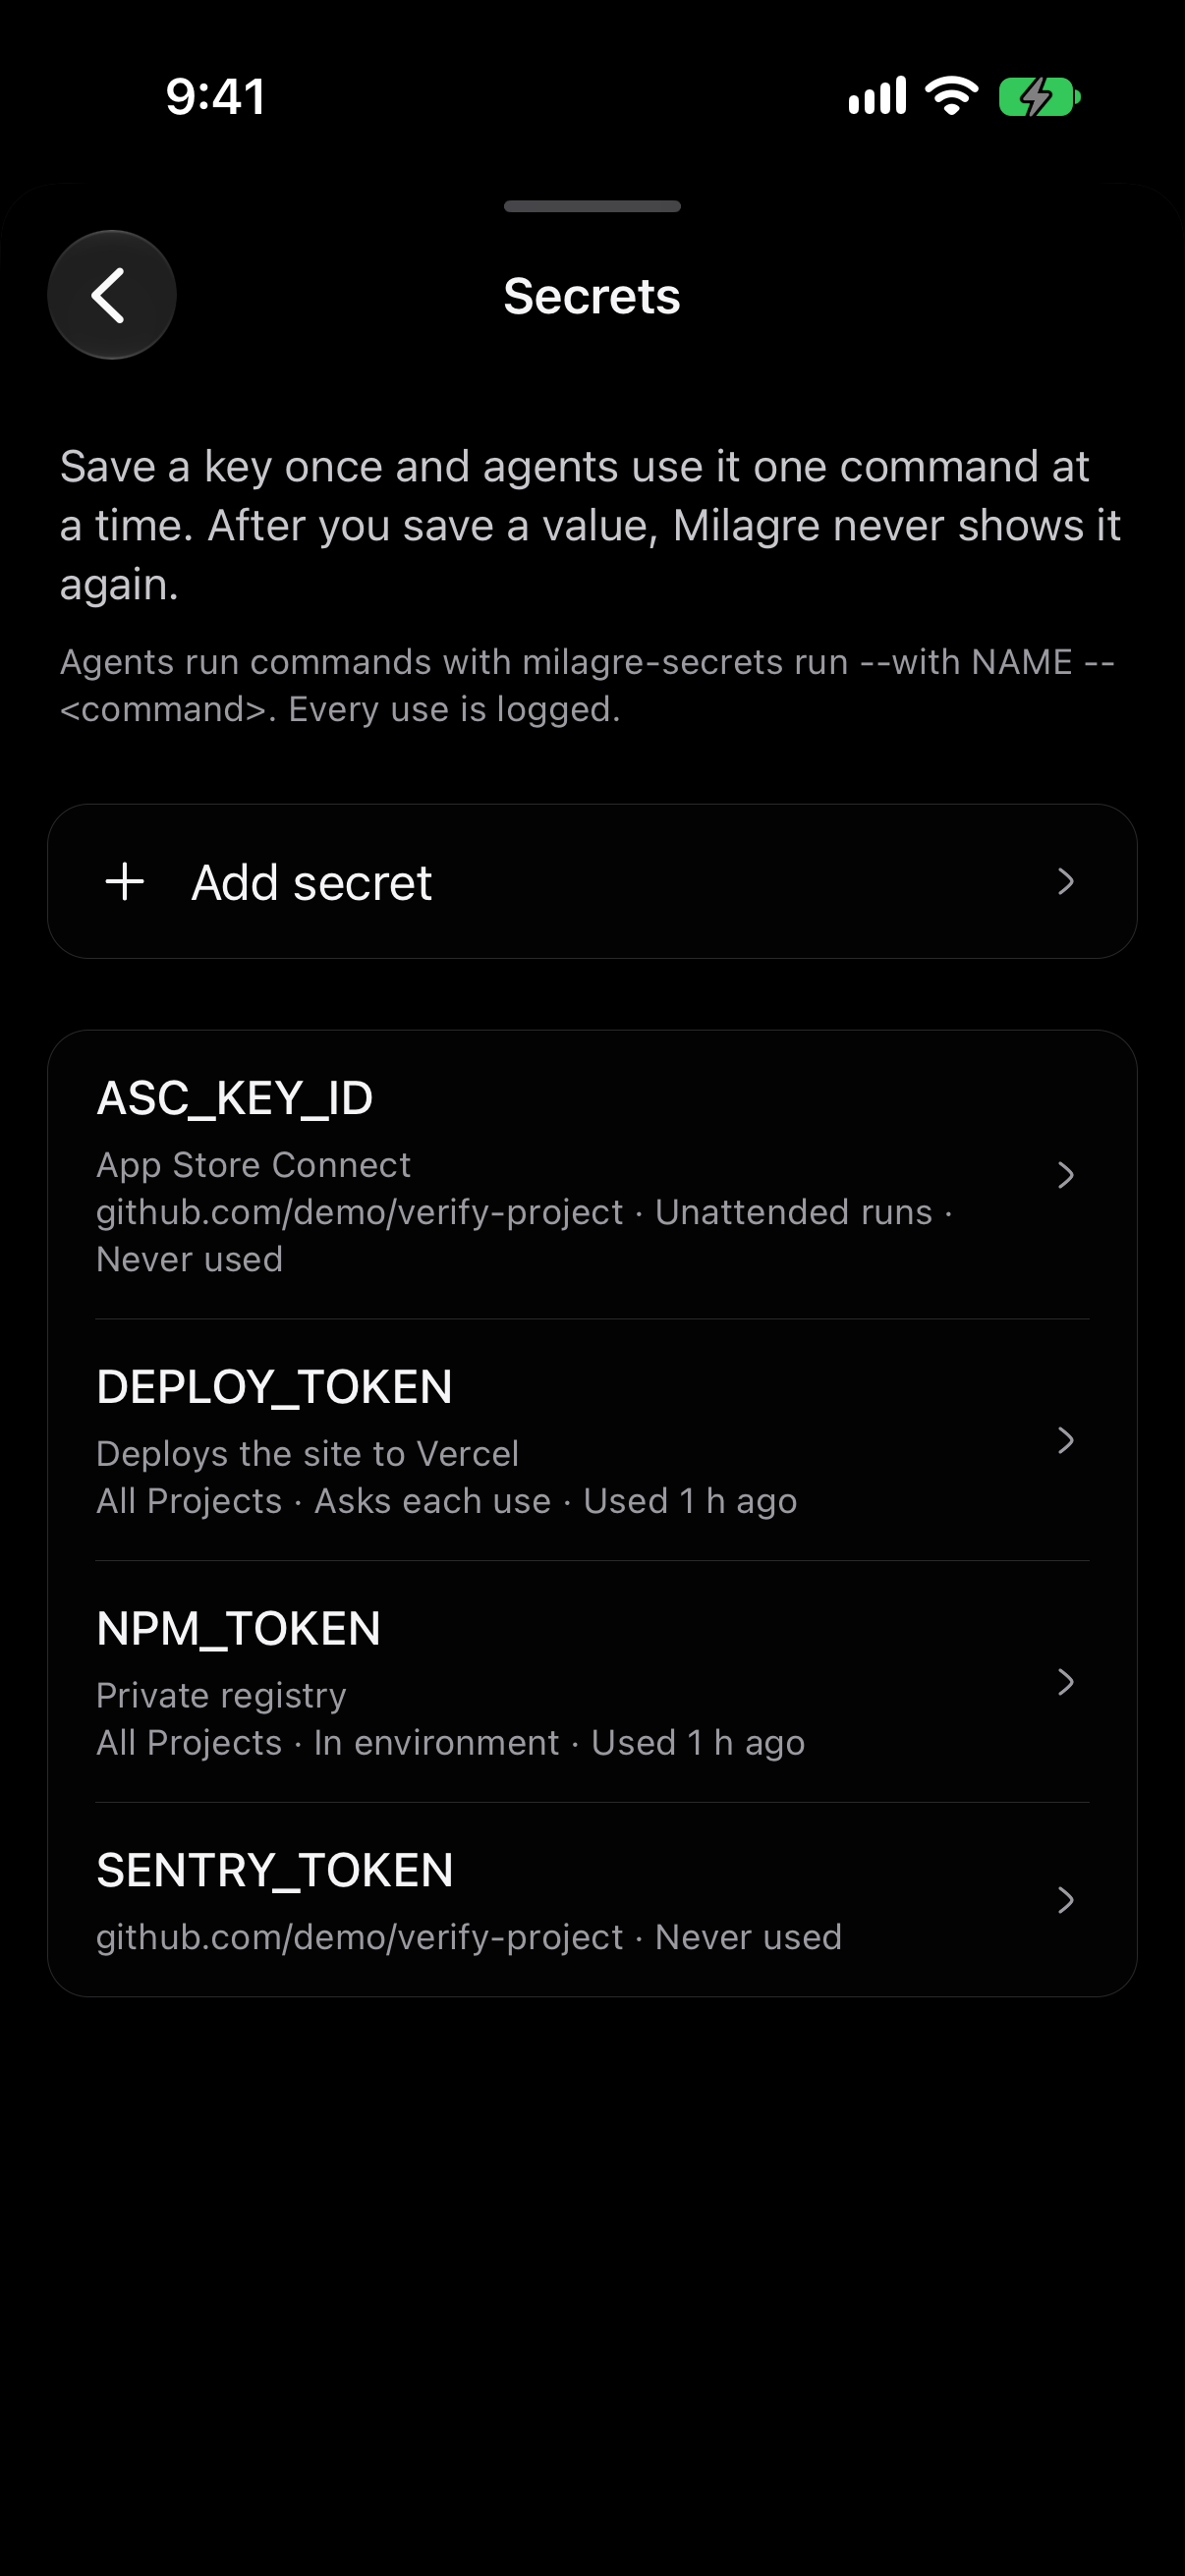 9:41
Secrets
Save a key once and agents use it one command at
a time. After you save a value, Milagre never shows it
again.
Agents run commands with milagre-secrets run --with NAME --
<command>. Every use is logged.
Add secret
ASC_KEY_ID
App Store Connect
github.com/demo/verify-project · Unattended runs ·
Never used
DEPLOY_TOKEN
Deploys the site to Vercel
All Projects · Asks each use · Used 1 h ago
NPM_TOKEN
Private registry
All Projects · In environment · Used 1 h ago
SENTRY_TOKEN
github.com/demo/verify-project · Never used